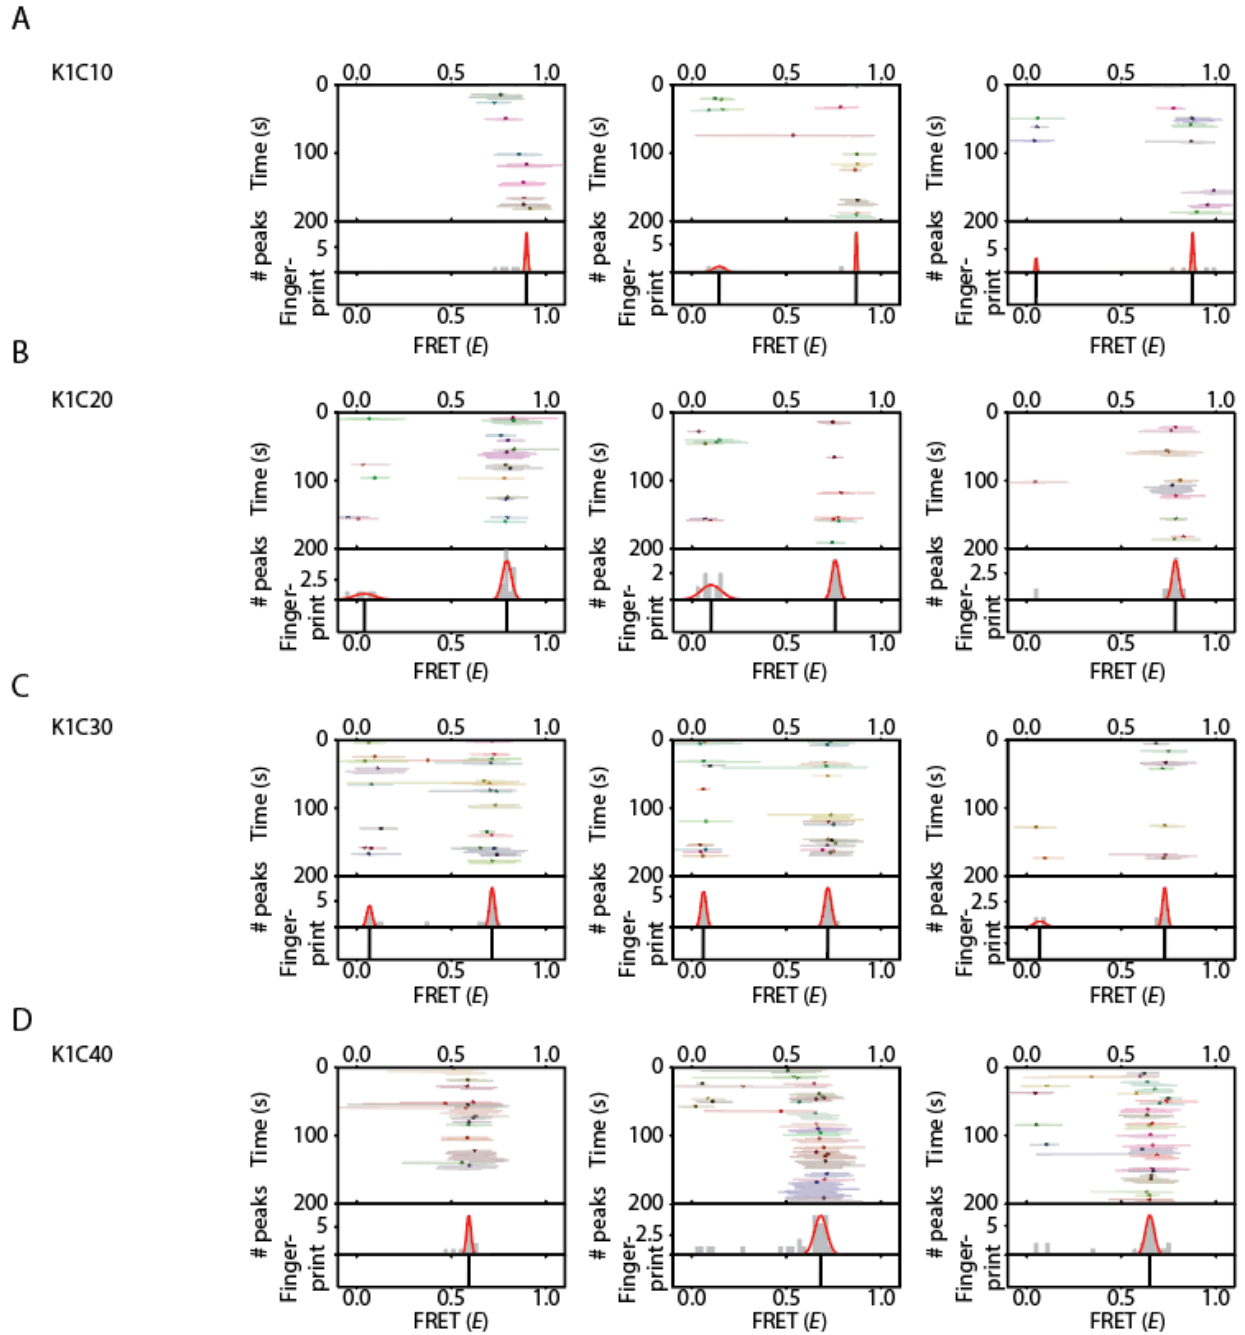 A
K1C10
0.0 0.5 1.0 0.0 0.5 1.0 0.0 0.5 1.0
0 0 0
Time (s) Time (s) Time (s)
100 100 100
200 200 200
# peaks # peaks # peaks
5 5 5
Finger-
print
Finger-
print
Finger-
print
0.0 0.5 1.0 0.0 0.5 1.0 0.0 0.5 1.0
FRET (E) FRET (E) FRET (E)
B
K1C20
0.0 0.5 1.0 0.0 0.5 1.0 0.0 0.5 1.0
0 0 0
Time (s) Time (s) Time (s)
100 100 100
200 200 200
# peaks # peaks # peaks
2.5 2 2.5
Finger-
print
Finger-
print
Finger-
print
0.0 0.5 1.0 0.0 0.5 1.0 0.0 0.5 1.0
FRET (E) FRET (E) FRET (E)
C
K1C30
0.0 0.5 1.0 0.0 0.5 1.0 0.0 0.5 1.0
0 0 0
Time (s) Time (s) Time (s)
100 100 100
200 200 200
# peaks # peaks # peaks
5 5 2.5
Finger-
print
Finger-
print
Finger-
print
0.0 0.5 1.0 0.0 0.5 1.0 0.0 0.5 1.0
FRET (E) FRET (E) FRET (E)
D
K1C40
0.0 0.5 1.0 0.0 0.5 1.0 0.0 0.5 1.0
0 0 0
Time (s) Time (s) Time (s)
100 100 100
200 200 200
# peaks # peaks # peaks
5 2.5 5
Finger-
print
Finger-
print
Finger-
print
0.0 0.5 1.0 0.0 0.5 1.0 0.0 0.5 1.0
FRET (E) FRET (E) FRET (E)